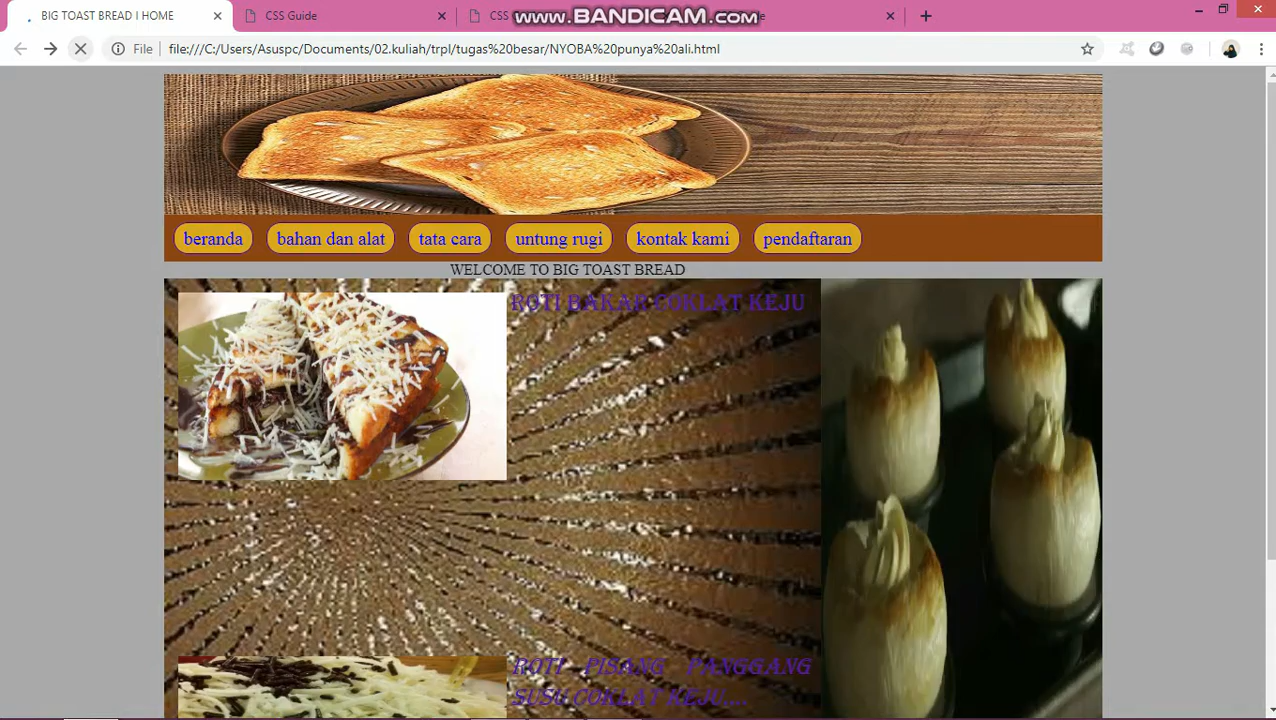 BIG TOAST BREAD I HOME
CSS Guide
CSS
www.BANDICAM.com
File
file:///C:/Users/Asuspc/Documents/02.kuliah/trpl/tugas%20besar/NYOBA%20punya%20ali.html
beranda
bahan dan alat
tata cara
untung rugi
kontak kami
pendaftaran
WELCOME TO BIG TOAST BREAD
ROTI BAKAR COKLAT KEJU
ROTI PISANG PANGGANG
SUSU COKLAT KEJU....